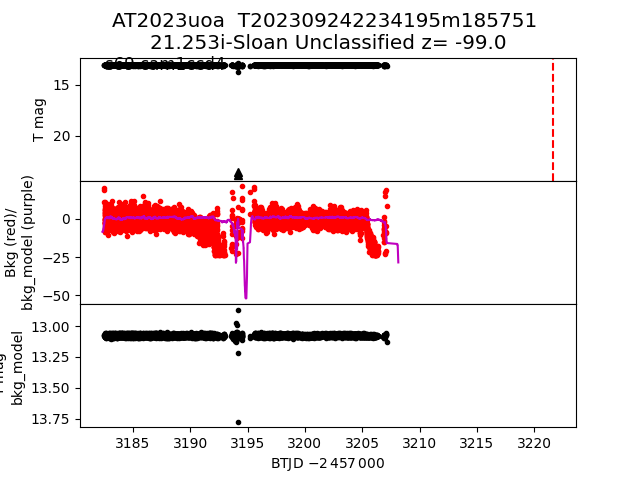 AT2023uoa T202309242234195m185751
21.253i-Sloan Unclassified z= -99.0
15
20
T mag
0
−25
−50
Bkg (red)/
bkg_model (purple)
13.00
13.25
13.50
13.75
mag
bkg_model
3185 3190 3195 3200 3205 3210 3215 3220
BTJD −2 457 000